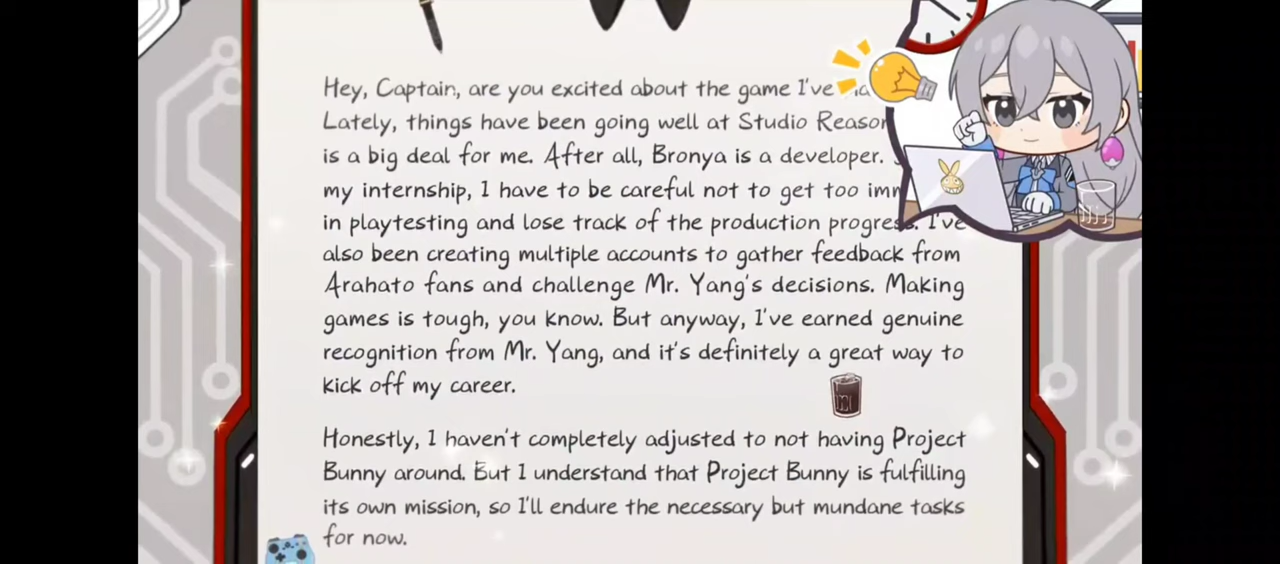 Hey, Captain, are you excited about the game I've
Lately, things have been going well at Studio
is a big deal for me. After all, Bronya is a developer.
my internship, I have to be careful not to get too
in playtesting and lose track of the production progress. I've
also been creating multiple accounts to gather feedback from
Arahato fans and challenge Mr. Yang's decisions. Making
games is tough, you know. But anyway, I've earned genuine
recognition from Mr. Yang, and it's definitely a great way to
kick off my career.
Honestly, I haven't completely adjusted to not having Project
Bunny around. But I understand that Project Bunny is fulfilling
its own mission, so I'll endure the necessary but mundane tasks
for now.